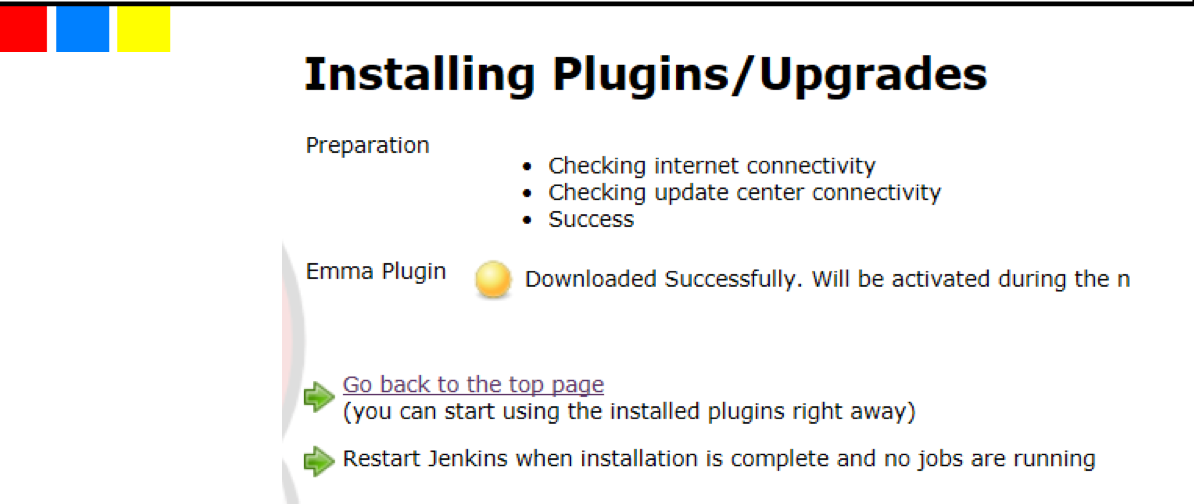 Installing Plugins/Upgrades
Preparation
Checking internet connectivity
Checking update center connectivity
Success
Emma Plugin
Downloaded Successfully. Will be activated during the n
Go back to the top page
(you can start using the installed plugins right away)
Restart Jenkins when installation is complete and no jobs are running